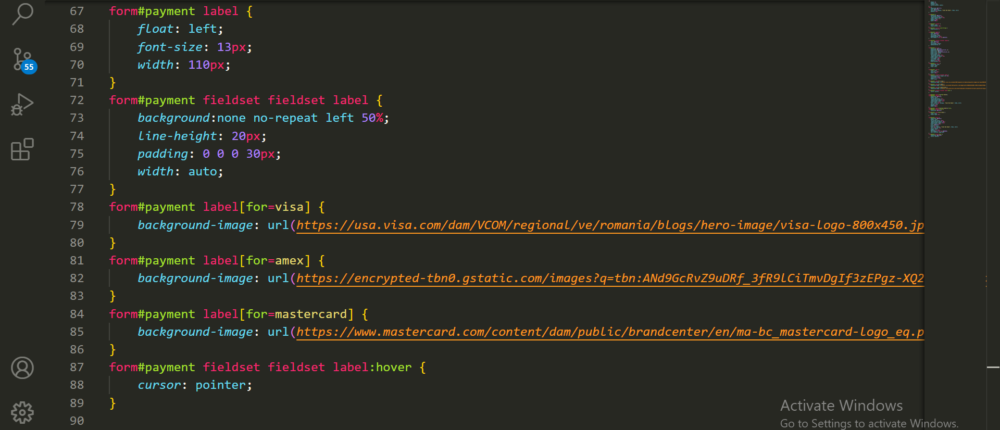 67 form#payment label {
68 float: left;
69 font-size: 13px;
70 width: 110px;
71 }
72 form#payment fieldset fieldset label {
73 background:none no-repeat left 50%;
74 line-height: 20px;
75 padding: 0 0 0 30px;
76 width: auto;
77 }
78 form#payment label[for=visa] {
79 background-image: url(https://usa.visa.com/dam/VCOM/regional/ve/romania/blogs/hero-image/visa-logo-800x450.jp
80 }
81 form#payment label[for=amex] {
82 background-image: url(https://encrypted-tbn0.gstatic.com/images?q=tbn:ANd9GcRvZ9uDRf_3fR9lCiTmvDgIf3zEPgz-XQ2
83 }
84 form#payment label[for=mastercard] {
85 background-image: url(https://www.mastercard.com/content/dam/public/brandcenter/en/ma-bc_mastercard-logo_eq.p
86 }
87 form#payment fieldset fieldset label:hover {
88 cursor: pointer;
89 }
90
55
Activate Windows
Go to Settings to activate Windows.